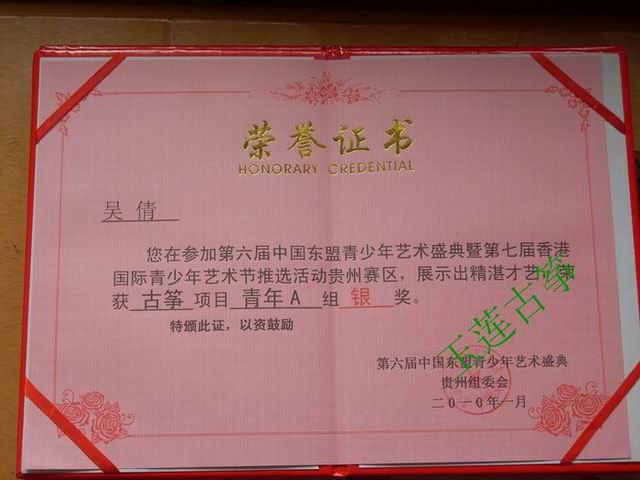 荣誉证书
HONORARY CREDENTIAL
吴倩
您在参加第六届中国东盟青少年艺术盛典暨第七届香港
国际青少年艺术节推选活动贵州赛区，展示出精湛才艺，荣
获古筝项目青年A组银奖。
特颁此证，以资鼓励
玉莲古筝
第六届中国东盟青少年艺术盛典
贵州组委会
二〇一〇年一月